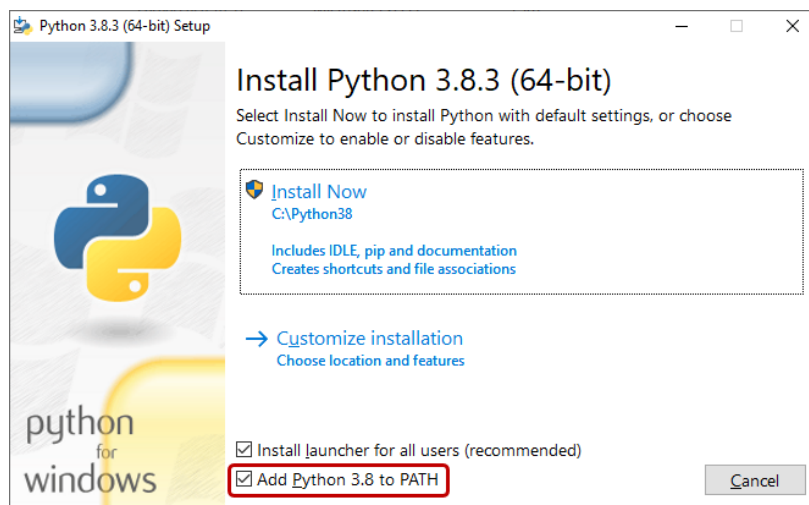 Python 3.8.3 (64-bit) Setup
Install Python 3.8.3 (64-bit)
Select Install Now to install Python with default settings, or choose
Customize to enable or disable features.
Install Now
C:\Python38
Includes IDLE, pip and documentation
Creates shortcuts and file associations
Customize installation
Choose location and features
python
for
windows
Install launcher for all users (recommended)
Add Python 3.8 to PATH
Cancel